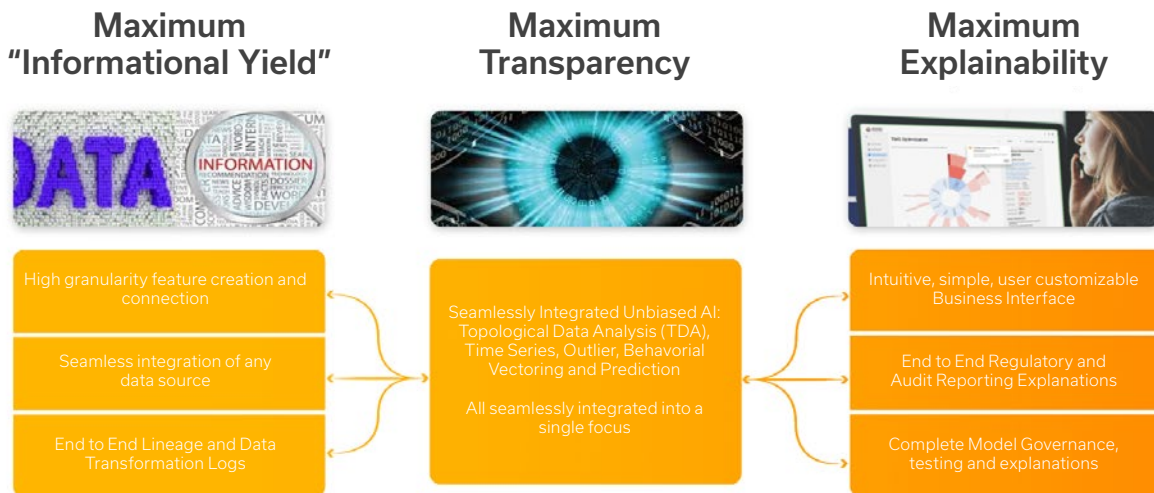 Maximum
“Informational Yield”
Maximum
Transparency
Maximum
Explainability
DATA
INFORMATION
RECOMMENDATION
High granularity feature creation and
connection
Seamless integration of any
data source
End to End Lineage and Data
Transformation Logs
Seamlessly Integrated Unbiased AI:
Topological Data Analysis (TDA),
Time Series, Outlier, Behavorial
Vectoring and Prediction
All seamlessly integrated into a
single focus
Intuitive, simple, user customizable
Business Interface
End to End Regulatory and
Audit Reporting Explanations
Complete Model Governance,
testing and explanations